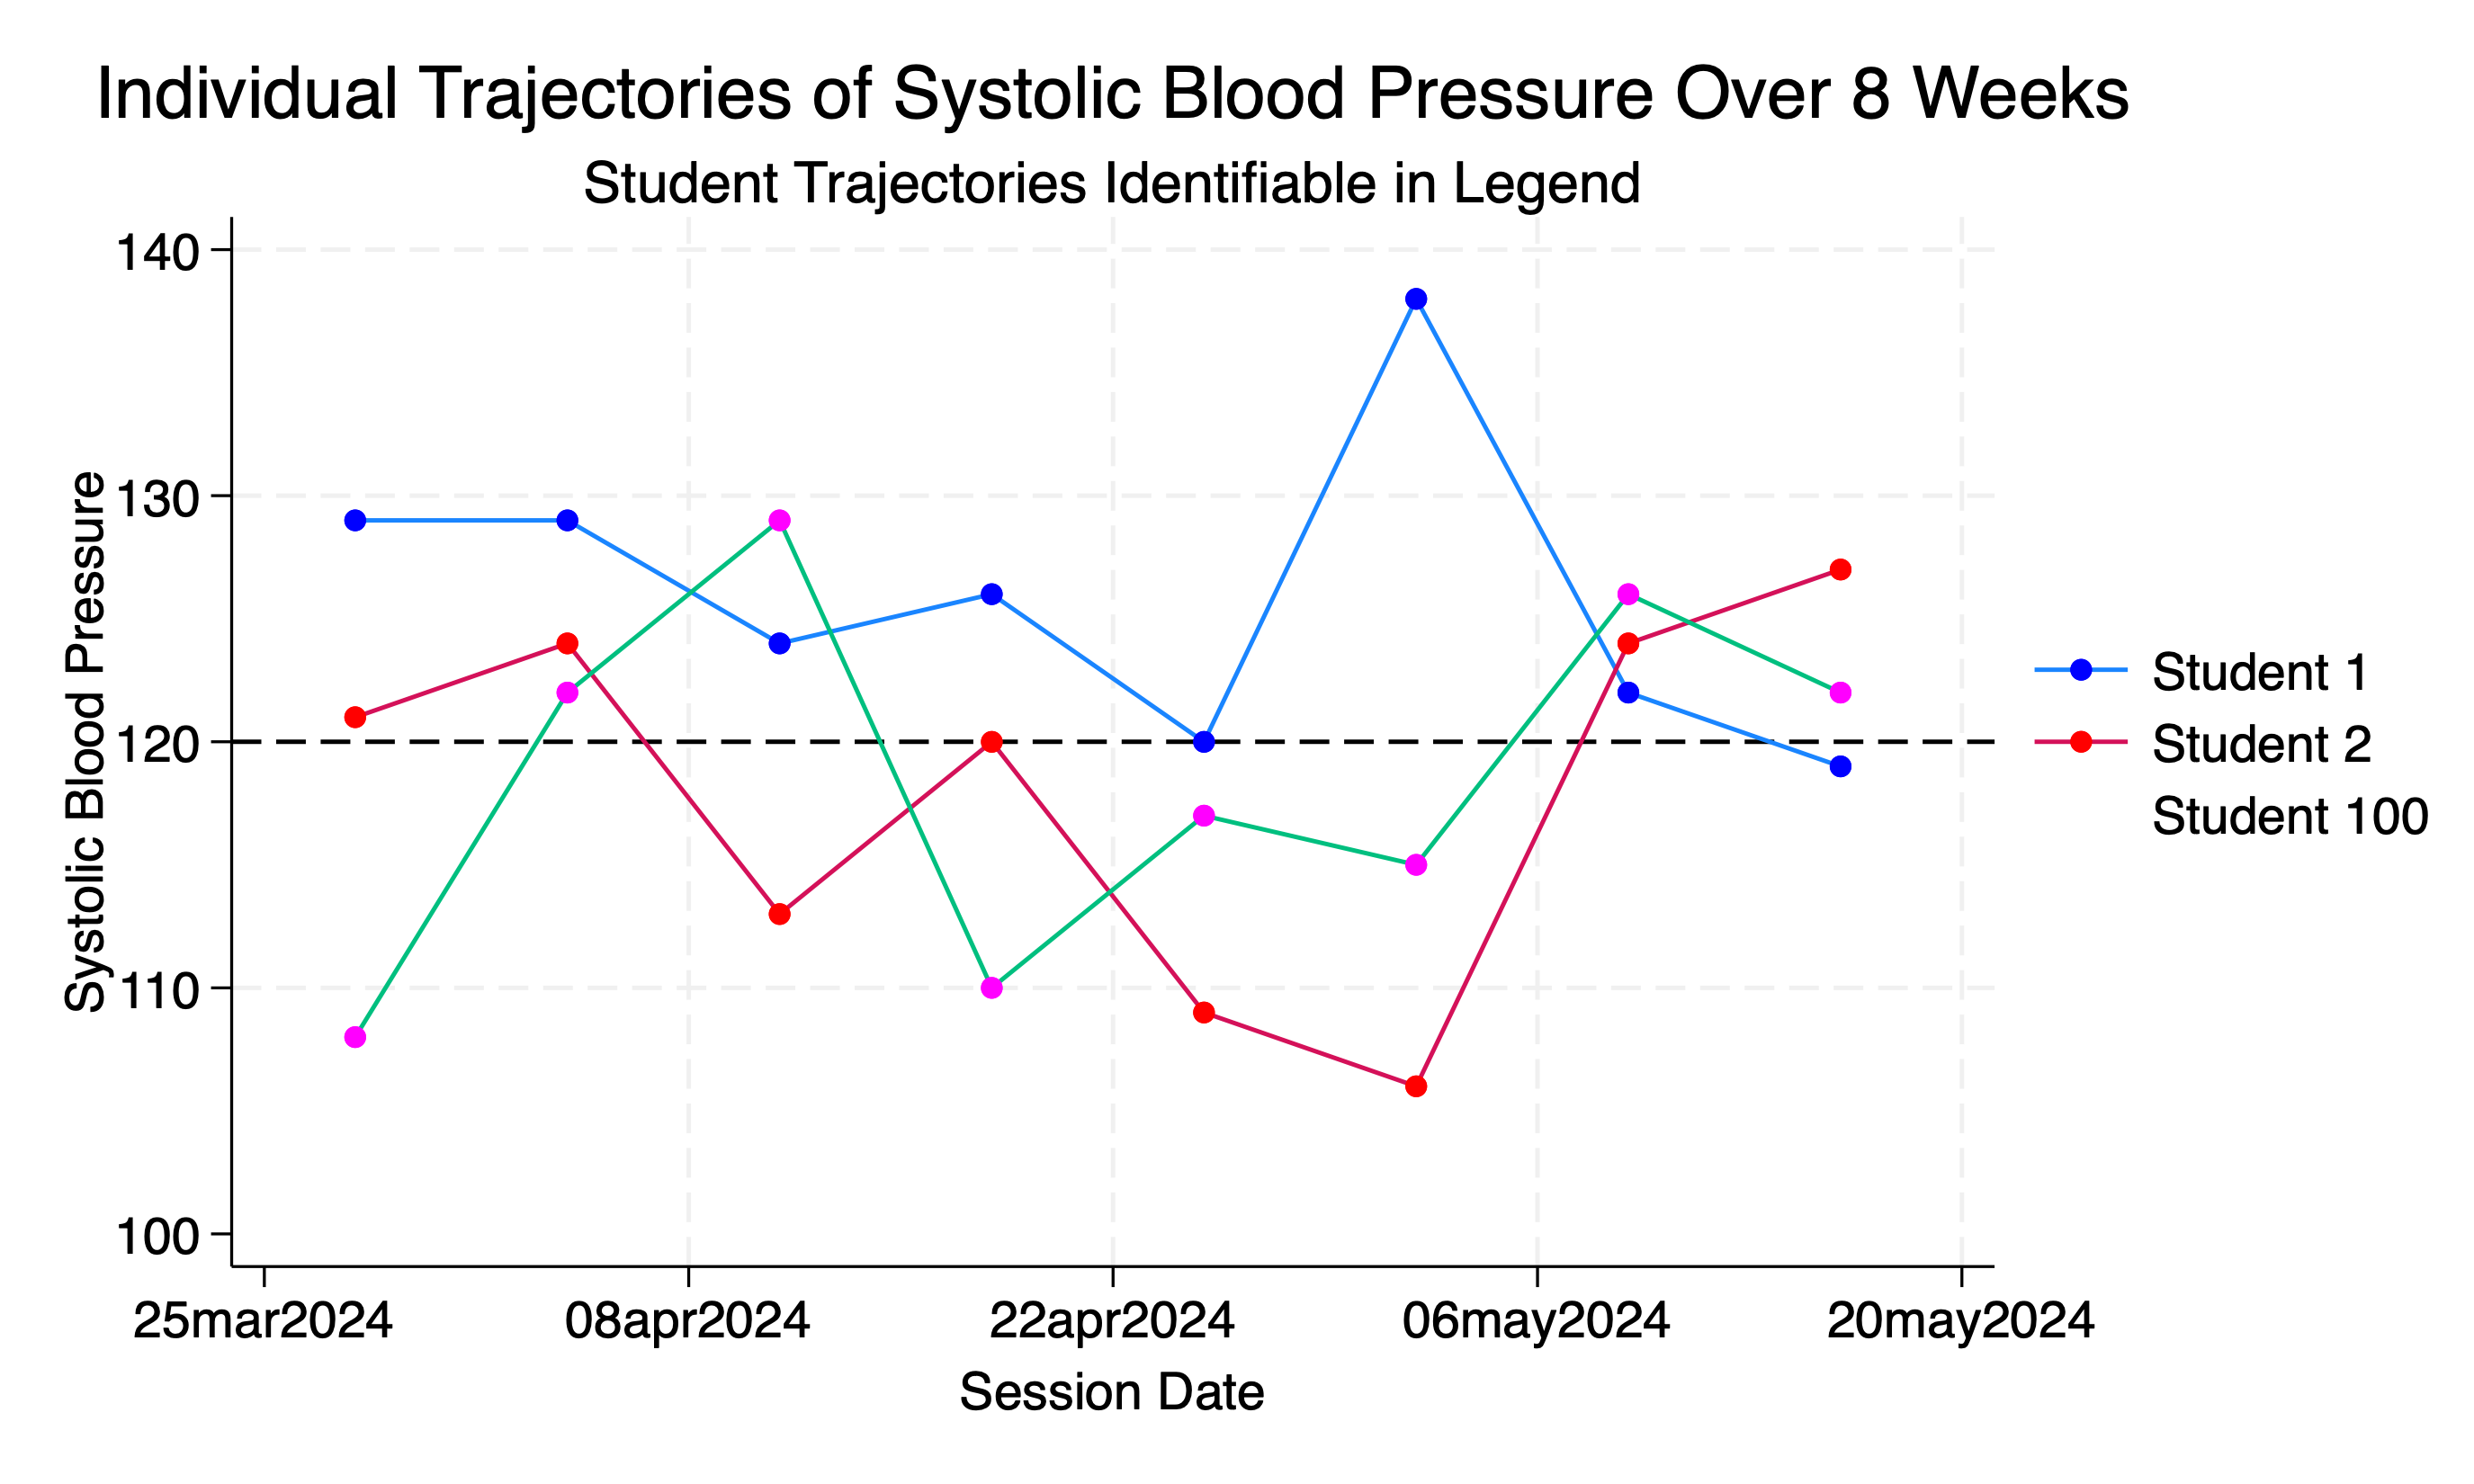 Individual Trajectories of Systolic Blood Pressure Over 8 Weeks
Student Trajectories Identifiable in Legend
Systolic Blood Pressure
140
130
120
110
100
25mar2024 08apr2024 22apr2024 06may2024 20may2024
Session Date
Student 1
Student 2
Student 100